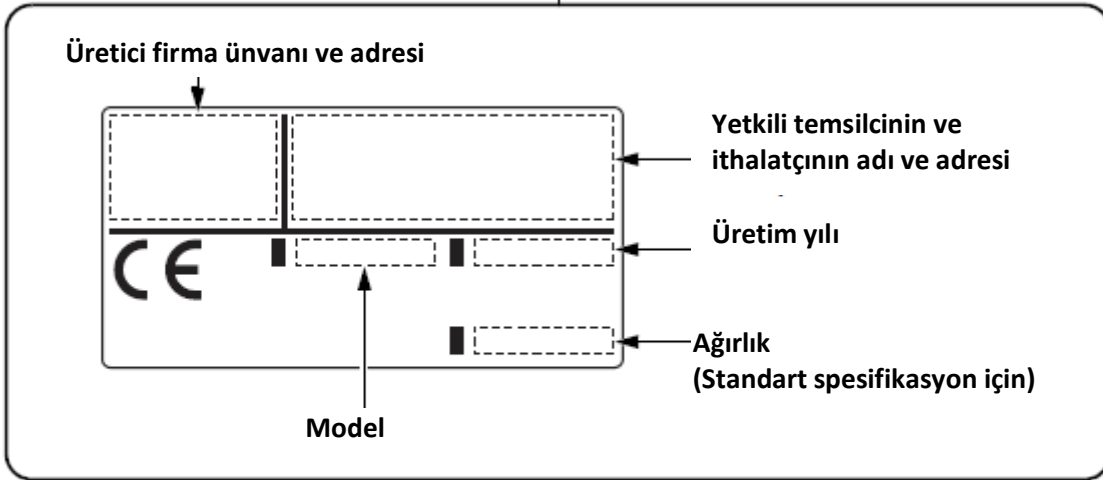 Üretici firma ünvanı ve adresi
Yetkili temsilcinin ve
ithalatçının adı ve adresi
Üretim yılı
CE
Ağırlık
(Standart spesifikasyon için)
Model